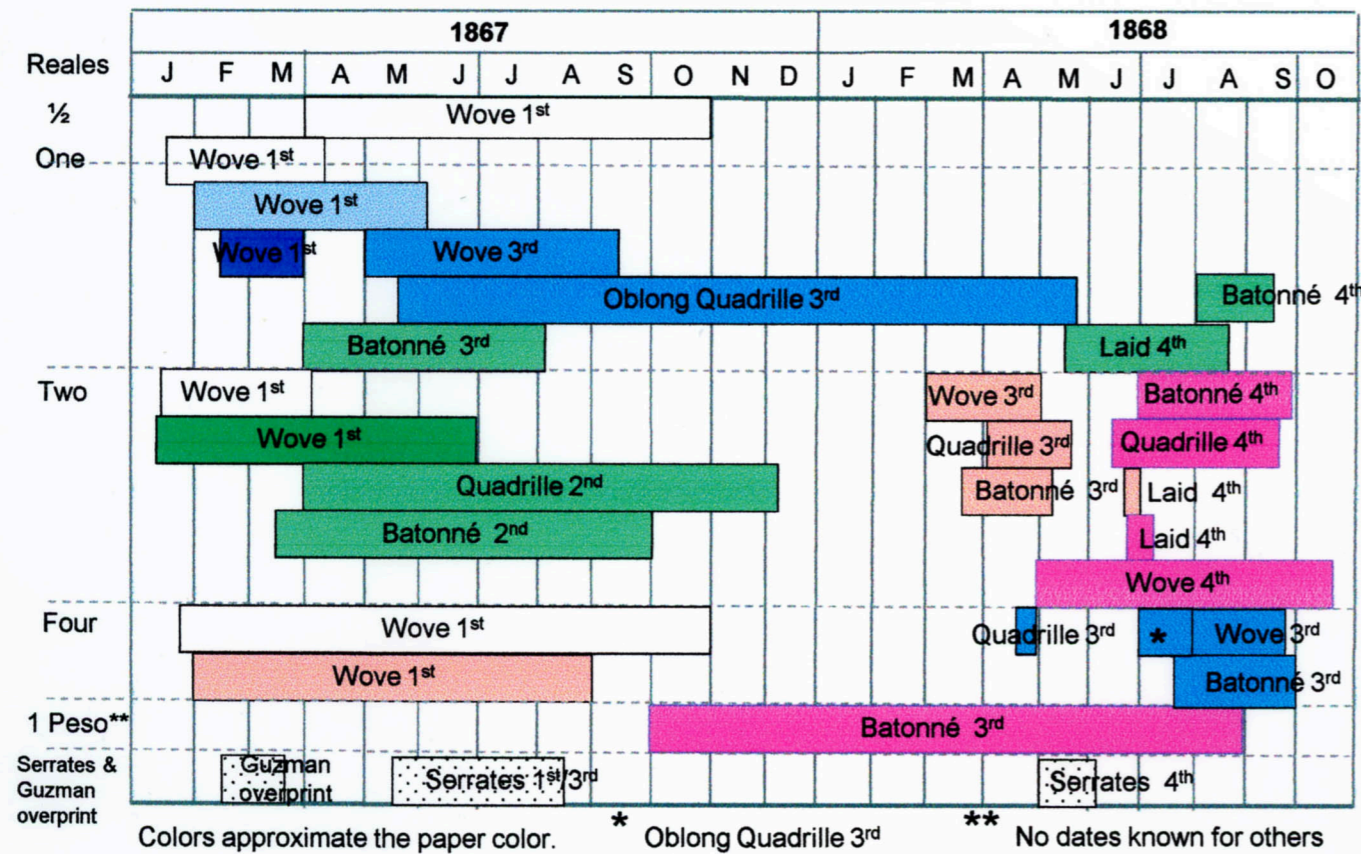 1867 1868
Reales J F M A M J J A S O N D J F M A M J J A S O
½ Wove 1st
One Wove 1st
Wove 1st
Wove 1st Wove 3rd
Oblong Quadrille 3rd Batonné 4th
Batonné 3rd Laid 4th
Two Wove 1st Wove 3rd Batonné 4th
Wove 1st Quadrille 3rd Quadrille 4th
Quadrille 2nd Batonné 3rd Laid 4th
Batonné 2nd Laid 4th
Wove 4th
Four Wove 1st Quadrille 3rd * Wove 3rd
Wove 1st Batonné 3rd
1 Peso** Batonné 3rd
Serrates &
Guzman
overprint
Guzman
overprint
Serrates 1st/3rd Serrates 4th
Colors approximate the paper color. * Oblong Quadrille 3rd ** No dates known for others